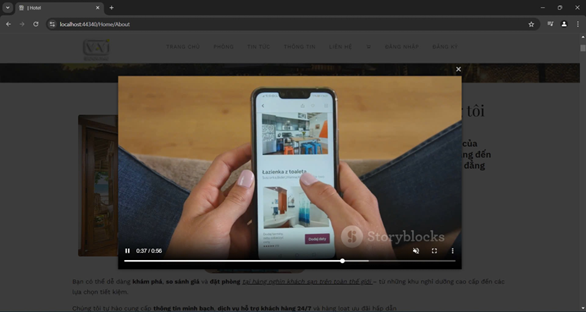 | Hotel
localhost:44340/Home/About
TRANG CHỦ PHÒNG TIN TỨC THÔNG TIN LIÊN HỆ ĐĂNG NHẬP ĐĂNG KÝ
tôi
của
ng đến
đẳng
Łazienka z toaletą
Storyblocks
0:37 / 0:56
Bạn có thể dễ dàng khám phá, so sánh giá và đặt phòng tại hàng nghìn khách sạn trên toàn thế giới – từ những khu nghỉ dưỡng cao cấp đến các
lựa chọn tiết kiệm.
Chúng tôi tự hào cung cấp thông tin minh bạch, dịch vụ hỗ trợ khách hàng 24/7 và hàng loạt ưu đãi hấp dẫn